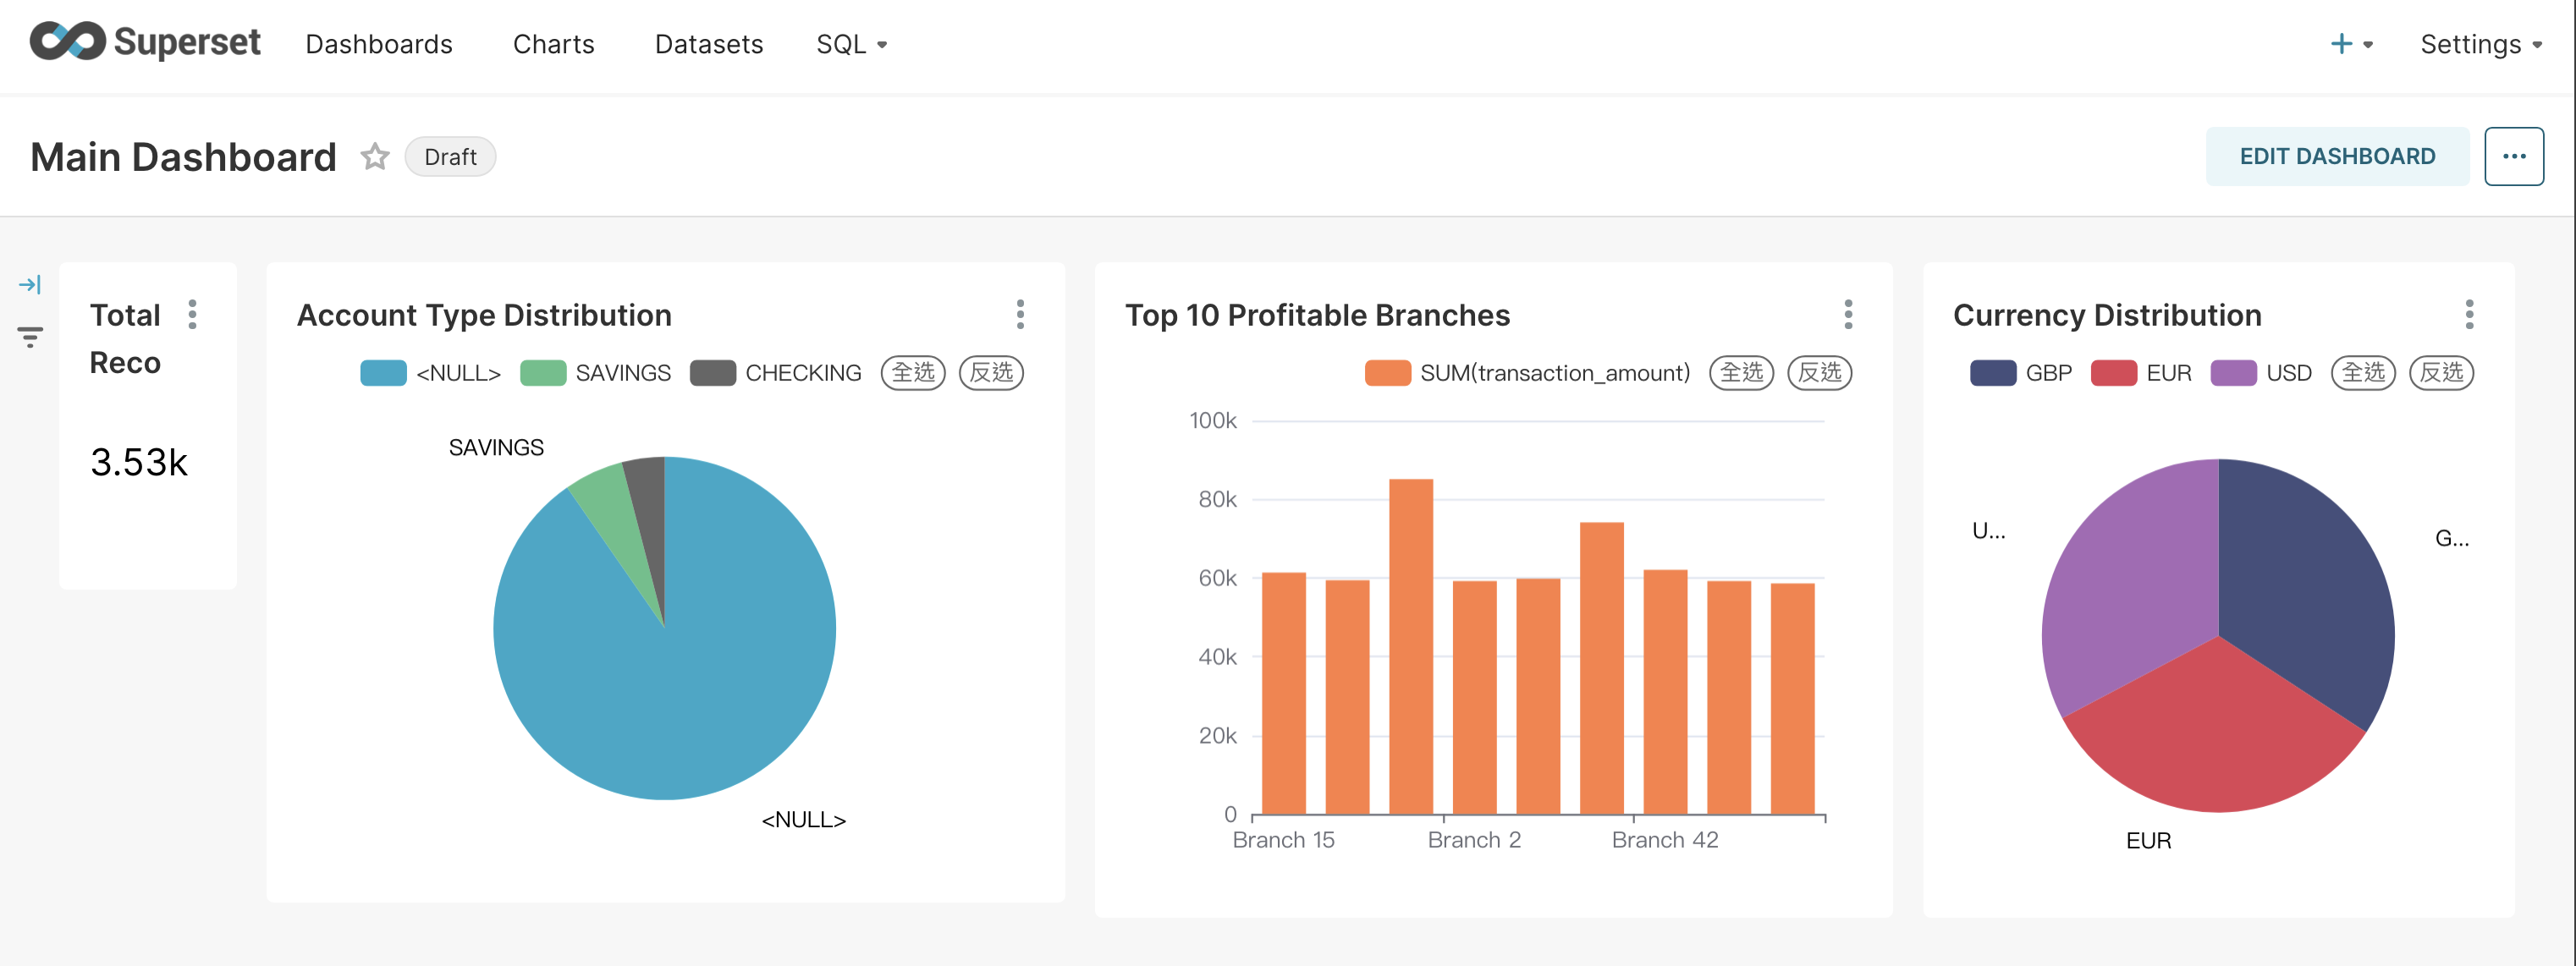 Superset Dashboards Charts Datasets SQL + Settings
Main Dashboard Draft EDIT DASHBOARD ...
Total
Reco
3.53k
Account Type Distribution
<NULL> SAVINGS CHECKING 全选 反选
SAVINGS
<NULL>
Top 10 Profitable Branches
SUM(transaction_amount) 全选 反选
100k
80k
60k
40k
20k
0
Branch 15 Branch 2 Branch 42
Currency Distribution
GBP EUR USD 全选 反选
U...
G...
EUR